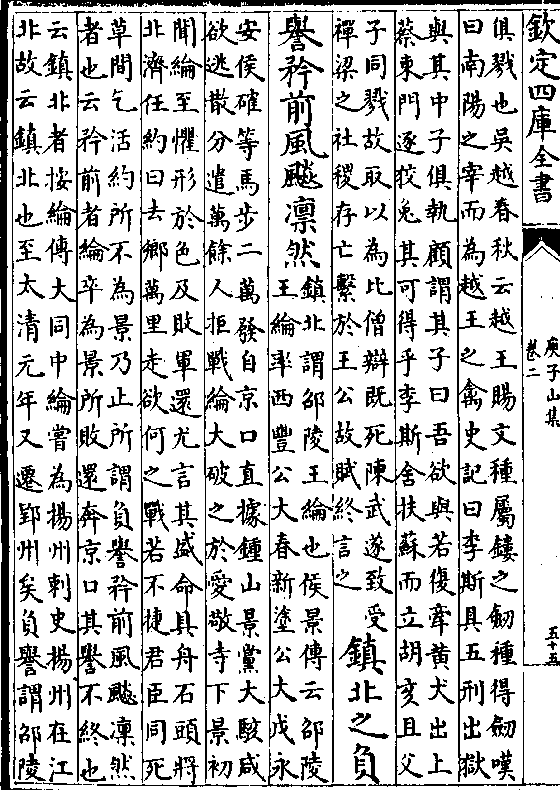 欽定四庫全書
庾子山集
卷二
五十五
俱戮也吳越春秋云越王賜文種屬鏤之劒種得劒嘆
曰南陽之宰而為越王之禽史記曰李斯具五刑出獄
與其中子俱執顧謂其子曰吾欲與若復牽黄犬出上
蔡東門逐狡兎其可得乎李斯舍扶蘇而立胡亥且父
子同戮故取以為比僧辯既死陳武遂致受
禪梁之社稷存亡繫於王公故賦終言之
鎮北之負
譽矜前風飈凛然
鎮北謂邵陵王綸也侯景傳云邵陵
王綸率西豐公大春新塗公大成永
安侯確等馬步二萬發自京口直據鍾山景黨大駭咸
欲逃散分遣萬餘人拒戰綸大破之於愛敬寺下景初
聞綸至懼形於色及敗軍還尤言其盛命具舟石頭將
北濟任約曰去鄉萬里走欲何之戰若不捷君臣同死
草間乞活約所不為景乃止所謂負譽矜前風飈凛然
者也云矜前者綸卒為景所敗還奔京口其譽不終也
云鎮北者按綸傳大同中綸嘗為揚州刺史揚州在江
北故云鎮北也至太清元年又遷郢州矣負譽謂邵陵